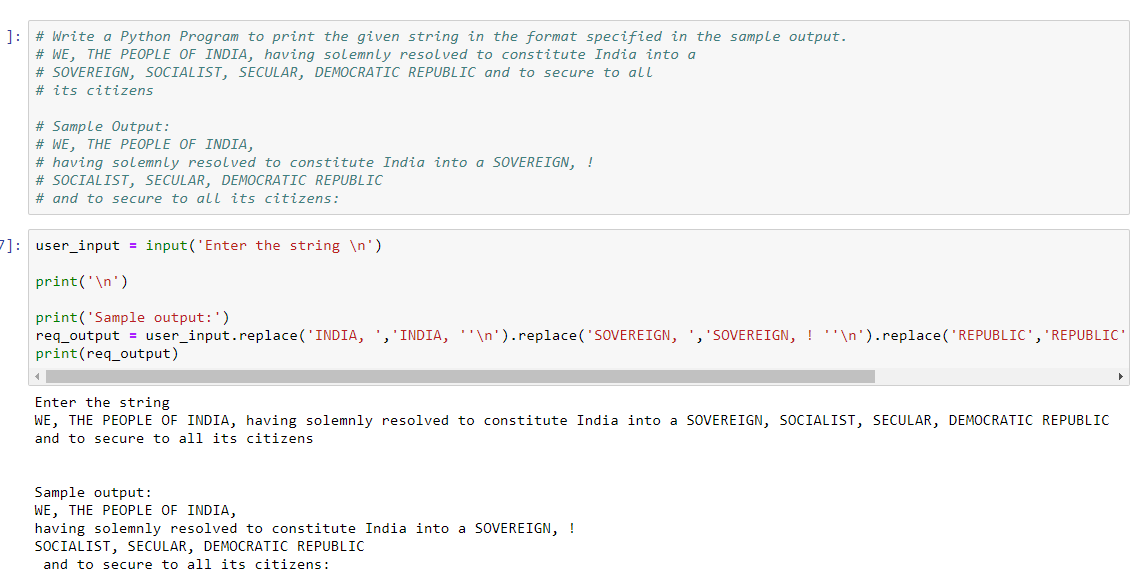 ]: # Write a Python Program to print the given string in the format specified in the sample output.
# WE, THE PEOPLE OF INDIA, having solemnly resolved to constitute India into a
# SOVEREIGN, SOCIALIST, SECULAR, DEMOCRATIC REPUBLIC and to secure to all
# its citizens
# Sample Output:
# WE, THE PEOPLE OF INDIA,
# having solemnly resolved to constitute India into a SOVEREIGN, !
# SOCIALIST, SECULAR, DEMOCRATIC REPUBLIC
# and to secure to all its citizens:
7]: user_input = input('Enter the string \n')
print('\n')
print('Sample output:')
req_output = user_input.replace('INDIA, ','INDIA, ''\n').replace('SOVEREIGN, ','SOVEREIGN, ! ''\n').replace('REPUBLIC','REPUBLIC'
print(req_output)
Enter the string
WE, THE PEOPLE OF INDIA, having solemnly resolved to constitute India into a SOVEREIGN, SOCIALIST, SECULAR, DEMOCRATIC REPUBLIC
and to secure to all its citizens
Sample output:
WE, THE PEOPLE OF INDIA,
having solemnly resolved to constitute India into a SOVEREIGN, !
SOCIALIST, SECULAR, DEMOCRATIC REPUBLIC
 and to secure to all its citizens: